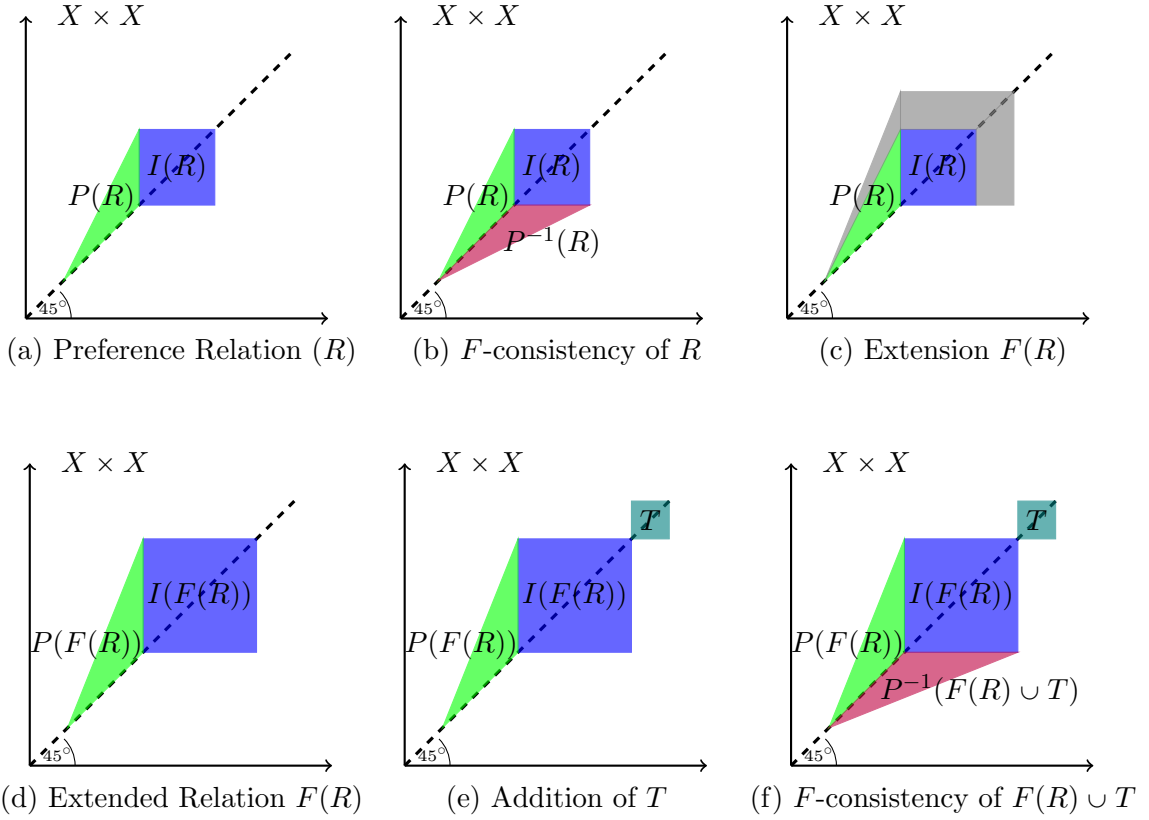 X × X
I(R)
P(R)
45°
(a) Preference Relation (R)
X × X
I(R)
P(R)
P⁻¹(R)
45°
(b) F-consistency of R
X × X
I(R)
P(R)
45°
(c) Extension F(R)
X × X
I(F(R))
P(F(R))
45°
(d) Extended Relation F(R)
X × X
T
I(F(R))
P(F(R))
45°
(e) Addition of T
X × X
T
I(F(R))
P(F(R))
P⁻¹(F(R) ∪ T)
45°
(f) F-consistency of F(R) ∪ T